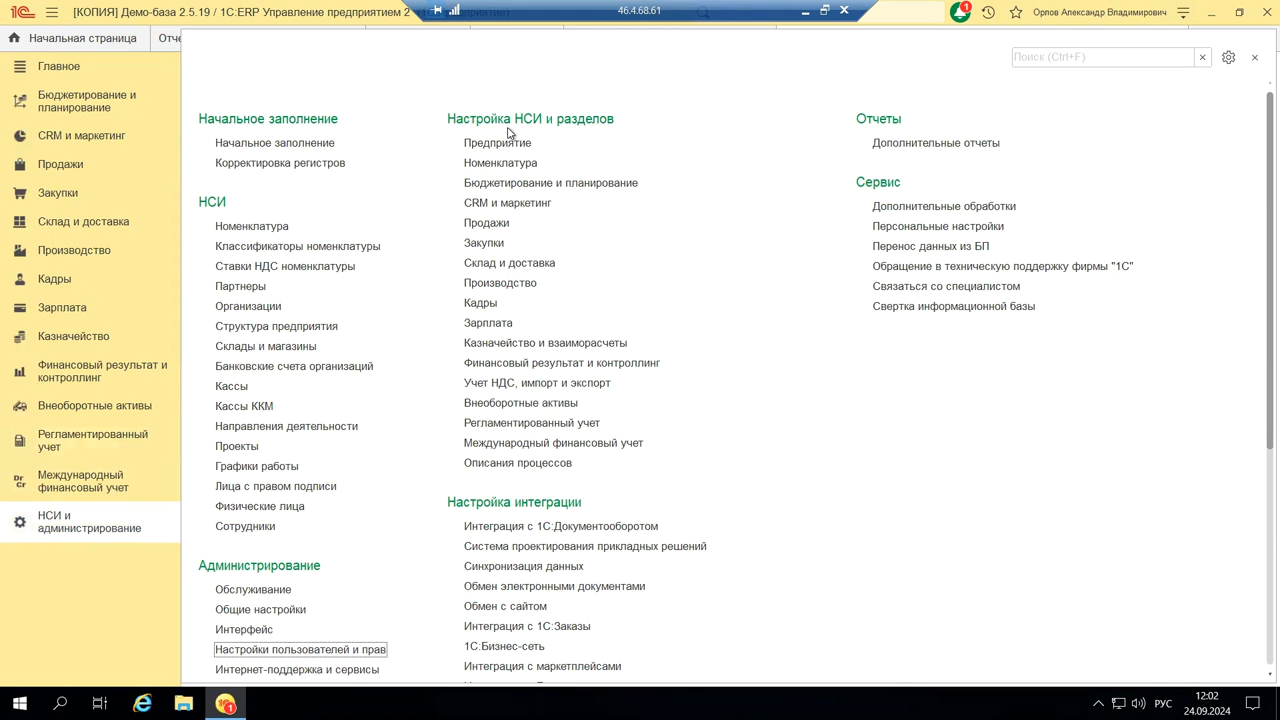 [КОПИЯ] Демо-база 2.5.19 / 1С:ERP Управление предприятием 2
46.4.68.61
1
Орлов Александр Владимирович
Начальная страница
Отче
Главное
Бюджетирование и
планирование
CRM и маркетинг
Продажи
Закупки
Склад и доставка
Производство
Кадры
Зарплата
Казначейство
Финансовый результат и
контроллинг
Внеоборотные активы
Регламентированный
учет
Dr
Cr
Международный
финансовый учет
НСИ и
администрирование
Поиск (Ctrl+F)
Начальное заполнение
Начальное заполнение
Корректировка регистров
НСИ
Номенклатура
Классификаторы номенклатуры
Ставки НДС номенклатуры
Партнеры
Организации
Структура предприятия
Склады и магазины
Банковские счета организаций
Кассы
Кассы ККМ
Направления деятельности
Проекты
Графики работы
Лица с правом подписи
Физические лица
Сотрудники
Администрирование
Обслуживание
Общие настройки
Интерфейс
Настройки пользователей и прав
Интернет-поддержка и сервисы
Настройка НСИ и разделов
Предприятие
Номенклатура
Бюджетирование и планирование
CRM и маркетинг
Продажи
Закупки
Склад и доставка
Производство
Кадры
Зарплата
Казначейство и взаиморасчеты
Финансовый результат и контроллинг
Учет НДС, импорт и экспорт
Внеоборотные активы
Регламентированный учет
Международный финансовый учет
Описания процессов
Настройка интеграции
Интеграция с 1С:Документооборотом
Система проектирования прикладных решений
Синхронизация данных
Обмен электронными документами
Обмен с сайтом
Интеграция с 1С:Заказы
1С:Бизнес-сеть
Интеграция с маркетплейсами
Отчеты
Дополнительные отчеты
Сервис
Дополнительные обработки
Персональные настройки
Перенос данных из БП
Обращение в техническую поддержку фирмы "1С"
Связаться со специалистом
Свертка информационной базы
1
РУС
12:02
24.09.2024